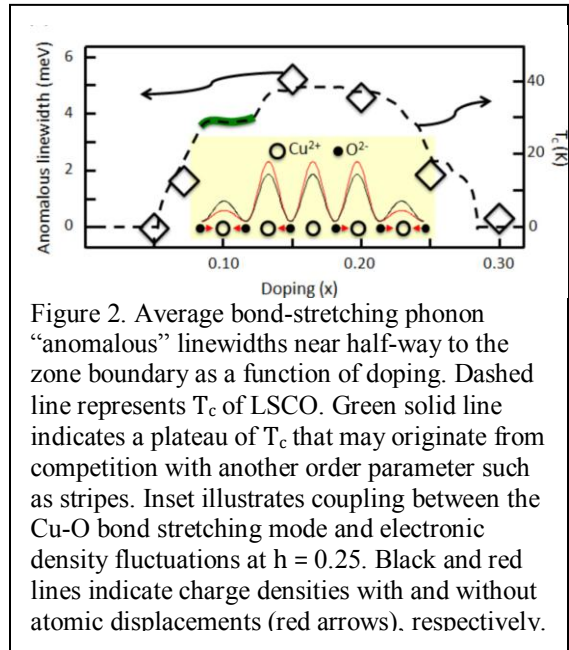 6
4
2
0
Anomalous linewidth (meV)
40
20
0
Tc (K)
Cu2+ O2-
0.10 0.20 0.30
Doping (x)
Figure 2. Average bond-stretching phonon
“anomalous” linewidths near half-way to the
zone boundary as a function of doping. Dashed
line represents Tc of LSCO. Green solid line
indicates a plateau of Tc that may originate from
competition with another order parameter such
as stripes. Inset illustrates coupling between the
Cu-O bond stretching mode and electronic
density fluctuations at h = 0.25. Black and red
lines indicate charge densities with and without
atomic displacements (red arrows), respectively.